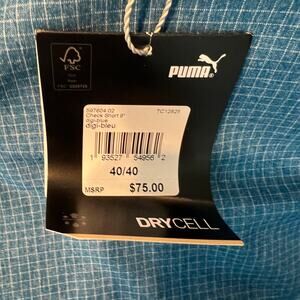 FSC
PUMA
597604 02
TC12825
Check Short 8"
digi-blue
digi-bleu
1 93527 54956 2
40/40
MSRP $75.00
DRYCELL